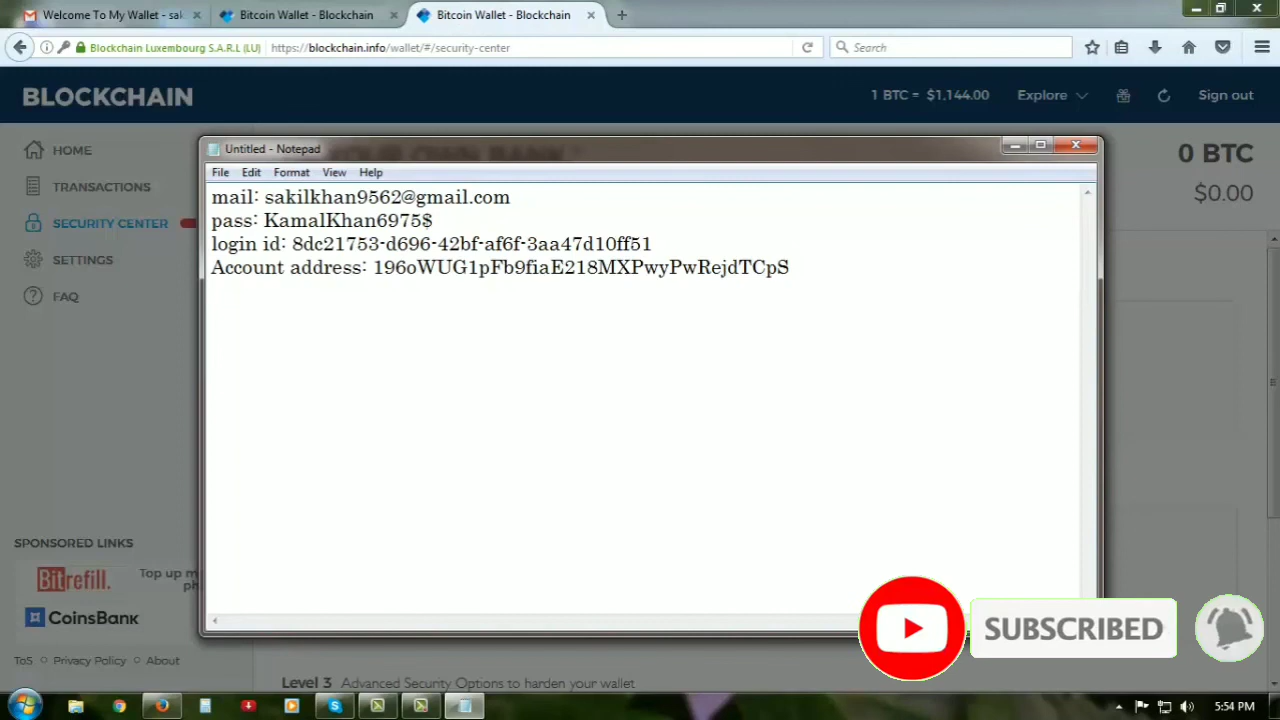 Welcome To My Wallet - sak
Bitcoin Wallet - Blockchain
Bitcoin Wallet - Blockchain
Blockchain Luxembourg S.A.R.L (LU)
https://blockchain.info/wallet/#/security-center
Search
BLOCKCHAIN
1 BTC = $1,144.00
Explore
Sign out
HOME
TRANSACTIONS
SECURITY CENTER
SETTINGS
FAQ
0 BTC
$0.00
Untitled - Notepad
File Edit Format View Help
mail: sakilkhan9562@gmail.com
pass: KamalKhan6975$
login id: 8dc21753-d696-42bf-af6f-3aa47d10ff51
Account address: 196oWUG1pFb9fiaE218MXPwyPwRejdTCpS
SPONSORED LINKS
Bitrefill.
Top up m
ph
CoinsBank
ToS Privacy Policy About
Level 3 Advanced Security Options to harden your wallet
SUBSCRIBED
5:54 PM